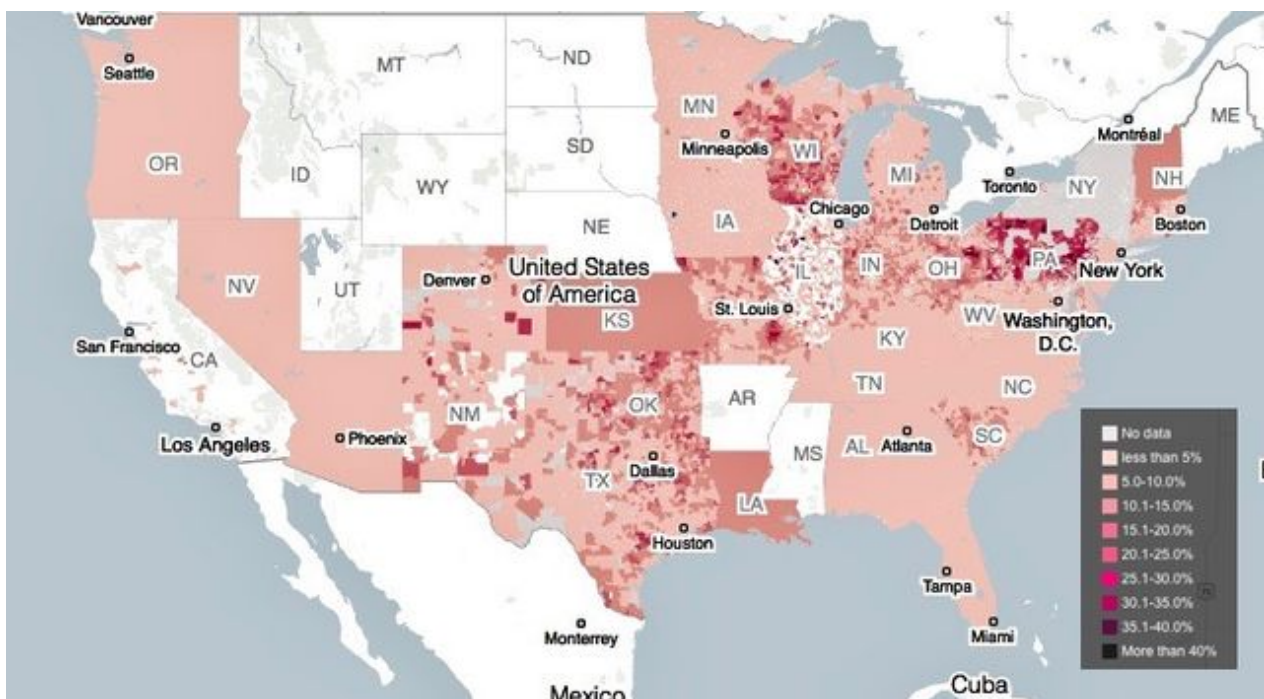 Vancouver
Seattle
MT
ND
MN
Minneapolis
Montréal
ME
OR
ID
SD
WI
MI
Toronto
NY
NH
WY
NE
IA
Chicago
Detroit
Boston
NV
UT
Denver
United States
of America
IL
IN
OH
PA
New York
San Francisco
CA
KS
St. Louis
WV
Washington,
D.C.
KY
TN
NC
Los Angeles
Phoenix
NM
OK
AR
MS
AL
Atlanta
SC
TX
Dallas
LA
Houston
Tampa
Miami
Monterrey
Mexico
Cuba
No data
less than 5%
5.0-10.0%
10.1-15.0%
15.1-20.0%
20.1-25.0%
25.1-30.0%
30.1-35.0%
35.1-40.0%
More than 40%